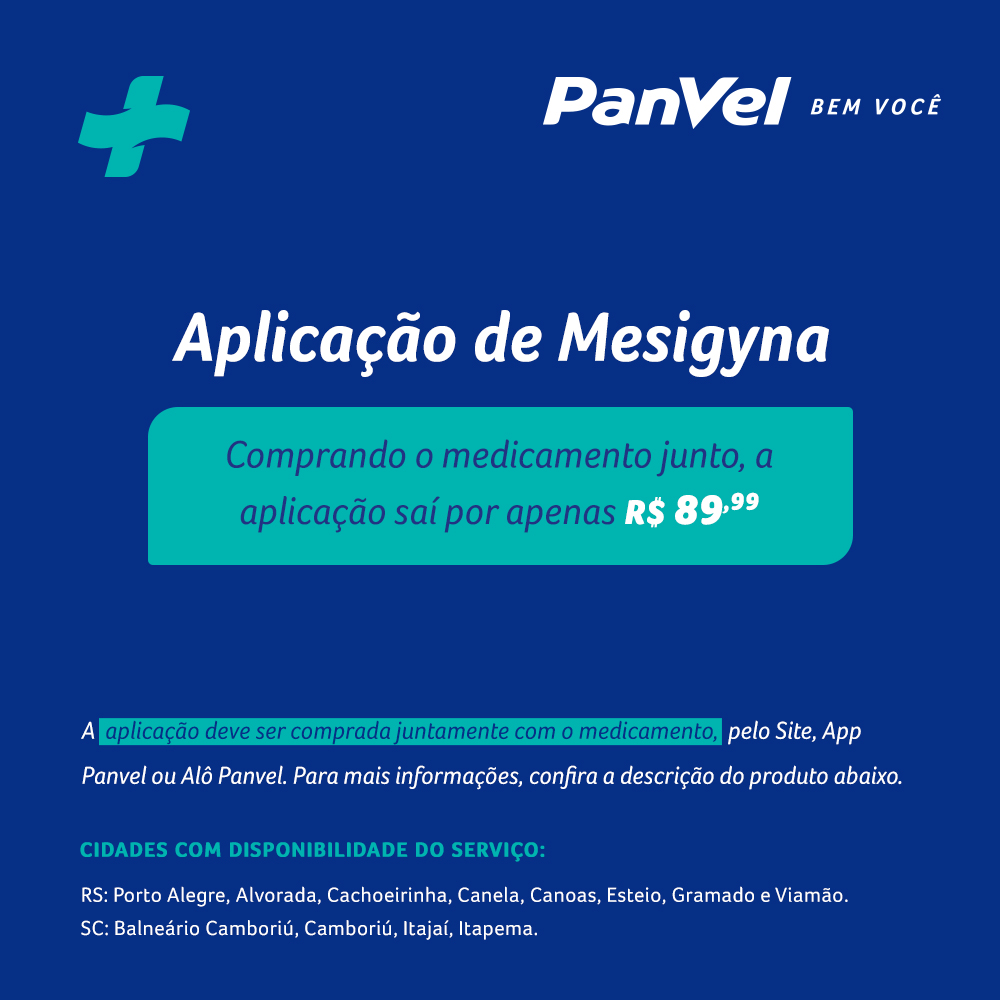 PanVel BEM VOCÊ
Aplicação de Mesigyna
Comprando o medicamento junto, a
aplicação saí por apenas R$ 89,99
A aplicação deve ser comprada juntamente com o medicamento, pelo Site, App
Panvel ou Alô Panvel. Para mais informações, confira a descrição do produto abaixo.
CIDADES COM DISPONIBILIDADE DO SERVIÇO:
RS: Porto Alegre, Alvorada, Cachoeirinha, Canela, Canoas, Esteio, Gramado e Viamão.
SC: Balneário Camboriú, Camboriú, Itajaí, Itapema.